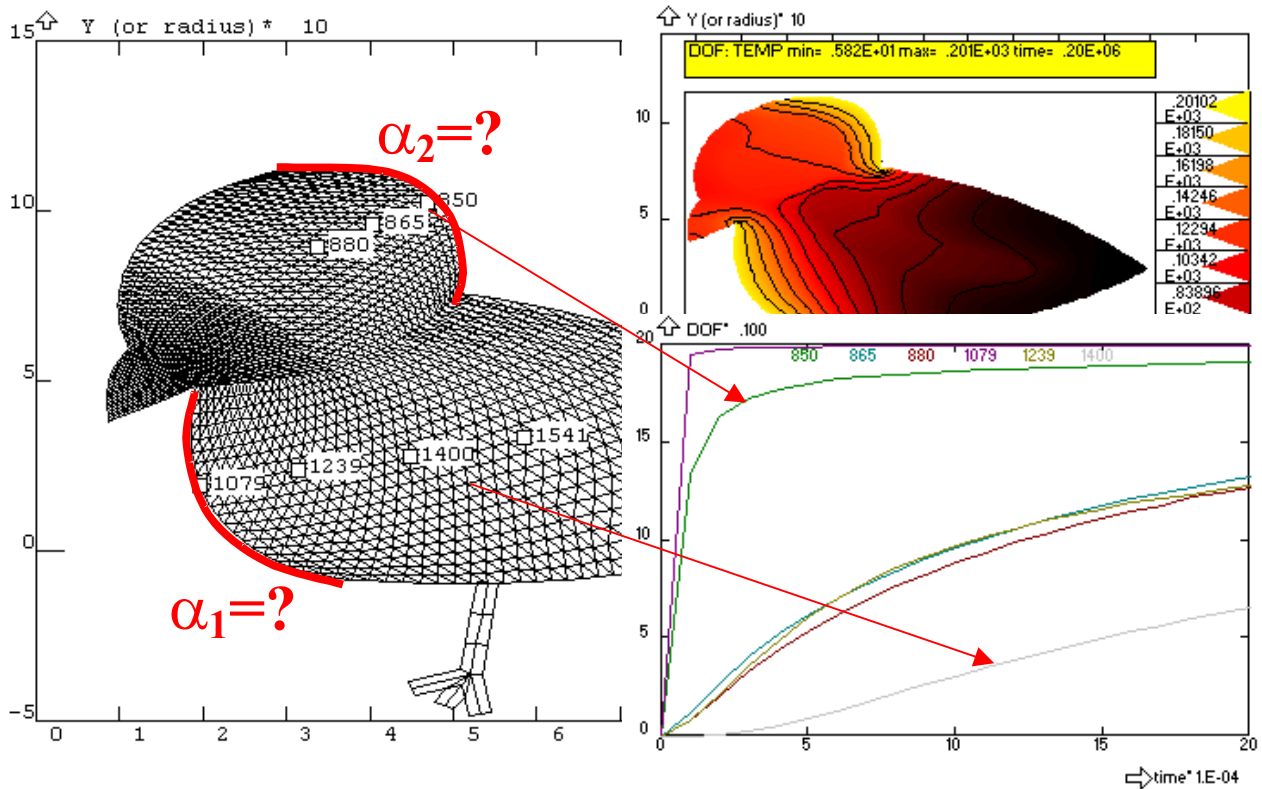 15 Y (or radius)* 10
α₂=?
10
850
865
880
5
1541
1400
1239
1079
0
α₁=?
-5
0 1 2 3 4 5 6
Y (or radius)* 10
DOF: TEMP min= .582E+01 max= .201E+03 time= .20E+06
10
5
0
.20102
E+03
.18150
E+03
.16198
E+03
.14246
E+03
.12294
E+03
.10342
E+03
.83896
E+02
20 DOF* .100
850 865 880 1079 1239 1400
15
10
5
0
0 5 10 15 20
time* 1.E-04